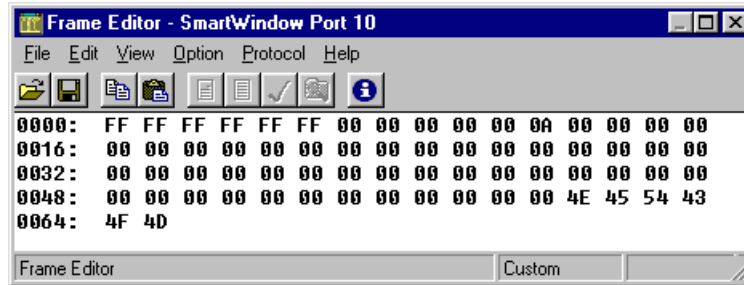 Frame Editor - SmartWindow Port 10
File Edit View Option Protocol Help
0000: FF FF FF FF FF FF 00 00 00 00 00 0A 00 00 00 00
0016: 00 00 00 00 00 00 00 00 00 00 00 00 00 00 00 00
0032: 00 00 00 00 00 00 00 00 00 00 00 00 00 00 00 00
0048: 00 00 00 00 00 00 00 00 00 00 00 00 4E 45 54 43
0064: 4F 4D
Frame Editor Custom